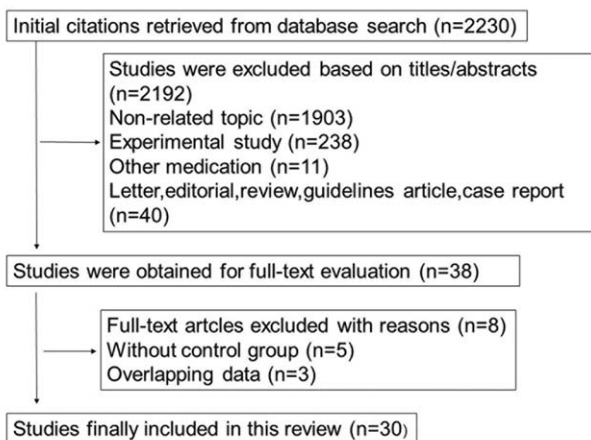 Initial citations retrieved from database search (n=2230)
Studies were excluded based on titles/abstracts
(n=2192)
Non-related topic (n=1903)
Experimental study (n=238)
Other medication (n=11)
Letter,editorial,review,guidelines article,case report
(n=40)
Studies were obtained for full-text evaluation (n=38)
Full-text artcles excluded with reasons (n=8)
Without control group (n=5)
Overlapping data (n=3)
Studies finally included in this review (n=30)